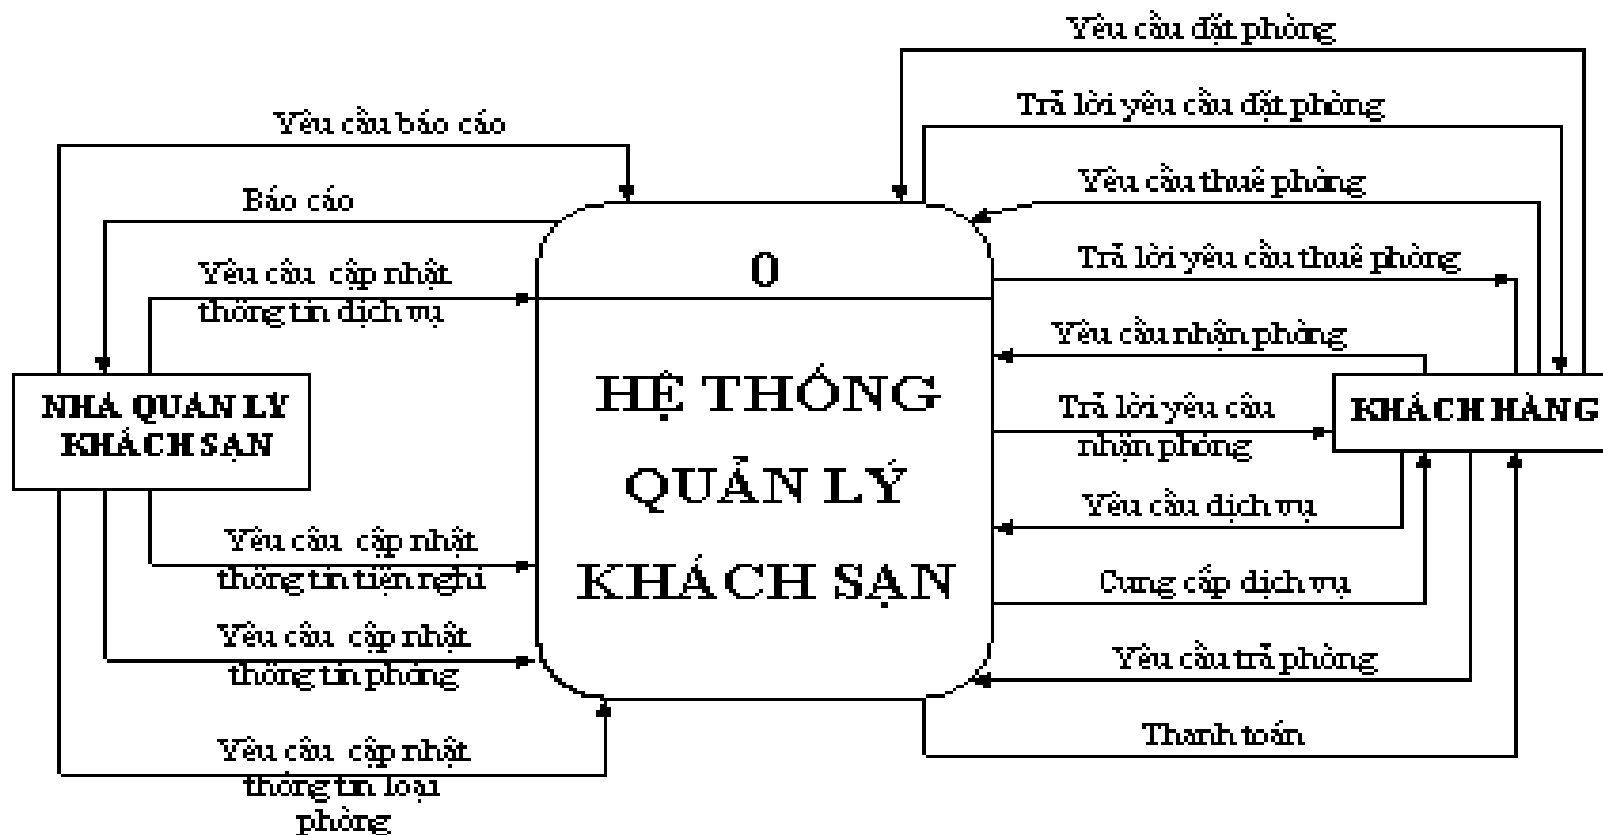 Yêu cầu đặt phòng
Trả lời yêu cầu đặt phòng
Yêu cầu báo cáo
Yêu cầu thuê phòng
Báo cáo
Trả lời yêu cầu thuê phòng
0
Yêu cầu cập nhật
thông tin dịch vụ
Yêu cầu nhận phòng
HỆ THỐNG
QUẢN LÝ
KHÁCH SẠN
NHÀ QUẢN LÝ
KHÁCH SẠN
Trả lời yêu cầu
nhận phòng
KHÁCH HÀNG
Yêu cầu dịch vụ
Yêu cầu cập nhật
thông tin tiện nghi
Cung cấp dịch vụ
Yêu cầu cập nhật
thông tin phòng
Yêu cầu trả phòng
Thanh toán
Yêu cầu cập nhật
thông tin loại
phòng